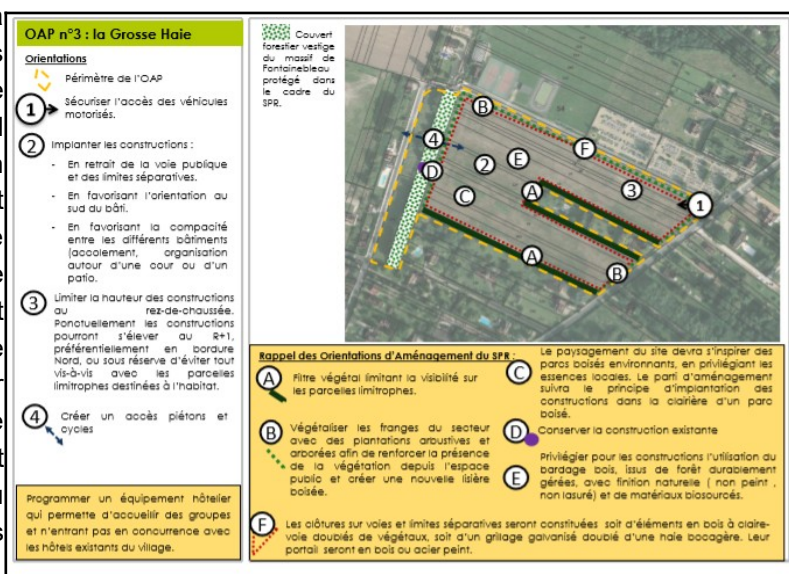 OAP n°3 : la Grosse Haie
Orientations
Périmètre de l'OAP
1 Sécuriser l'accès des véhicules
motorisés.
2 Implanter les constructions :
- En retrait de la voie publique
et des limites séparatives.
- En favorisant l'orientation au
sud du bâti.
- En favorisant la compacité
entre les différents bâtiments
(accolement, organisation
autour d'une cour ou d'un
patio.
3 Limiter la hauteur des constructions
au rez-de-chaussée.
Ponctuellement les constructions
pourront s'élever au R+1,
préférentiellement en bordure
Nord, ou sous réserve d'éviter tout
vis-à-vis avec les parcelles
limitrophes destinées à l'habitat.
4 Créer un accès piétons et
cycles
Programmer un équipement hôtelier
qui permette d'accueillir des groupes
et n'entrant pas en concurrence avec
les hôtels existants du village.
Couvert
forestier vestige
du massif de
Fontainebleau
protégé dans
le cadre du
SPR.
B
4
F
2
E
D
A
3
C
1
A
B
Rappel des Orientations d'Aménagement du SPR :
A Filtre végétal limitant la visibilité sur
les parcelles limitrophes.
B Végétaliser les franges du secteur
avec des plantations arbustives et
arborées afin de renforcer la présence
de la végétation depuis l'espace
public et créer une nouvelle lisière
boisée.
C Le paysagement du site devra s'inspirer des
parcs boisés environnants, en privilégiant les
essences locales. Le parti d'aménagement
suivra le principe d'implantation des
constructions dans la clairière d'un parc
boisé.
D Conserver la construction existante
E Privilégier pour les constructions l'utilisation du
bardage bois, issus de forêt durablement
gérées, avec finition naturelle ( non peint ,
non lasuré) et de matériaux biosourcés.
F Les clôtures sur voies et limites séparatives seront constituées soit d'éléments en bois à claire-
voie doublés de végétaux, soit d'un grillage galvanisé doublé d'une haie bocagère. Leur
portail seront en bois ou acier peint.